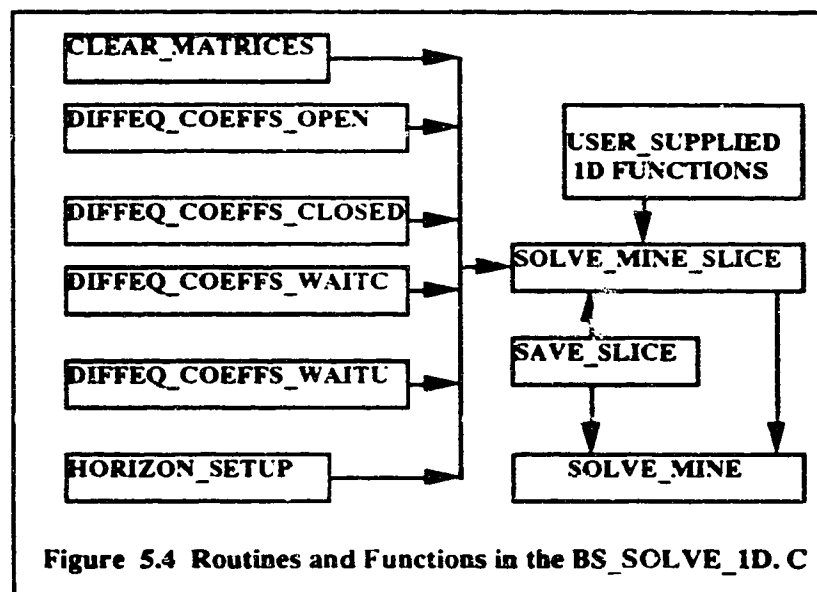 CLEAR_MATRICES
DIFFEQ_COEFFS_OPEN
DIFFEQ_COEFFS_CLOSED
DIFFEQ_COEFFS_WAITC
DIFFEQ_COEFFS_WAITU
HORIZON_SETUP
USER_SUPPLIED
1D FUNCTIONS
SOLVE_MINE_SLICE
SAVE_SLICE
SOLVE_MINE
Figure 5.4 Routines and Functions in the BS_SOLVE_1D. C